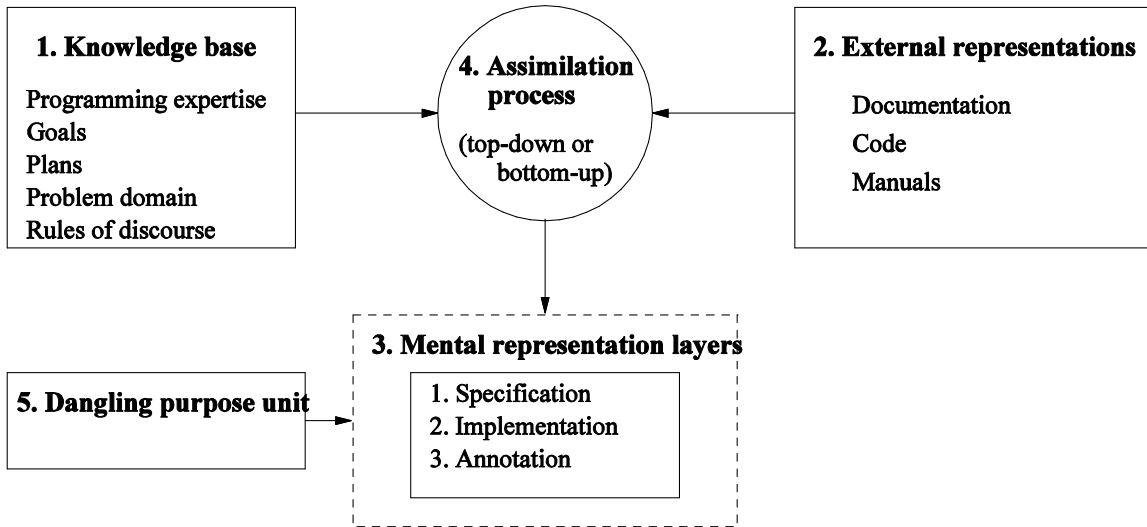 1. Knowledge base
Programming expertise
Goals
Plans
Problem domain
Rules of discourse
4. Assimilation
process
(top-down or
bottom-up)
2. External representations
Documentation
Code
Manuals
3. Mental representation layers
1. Specification
2. Implementation
3. Annotation
5. Dangling purpose unit